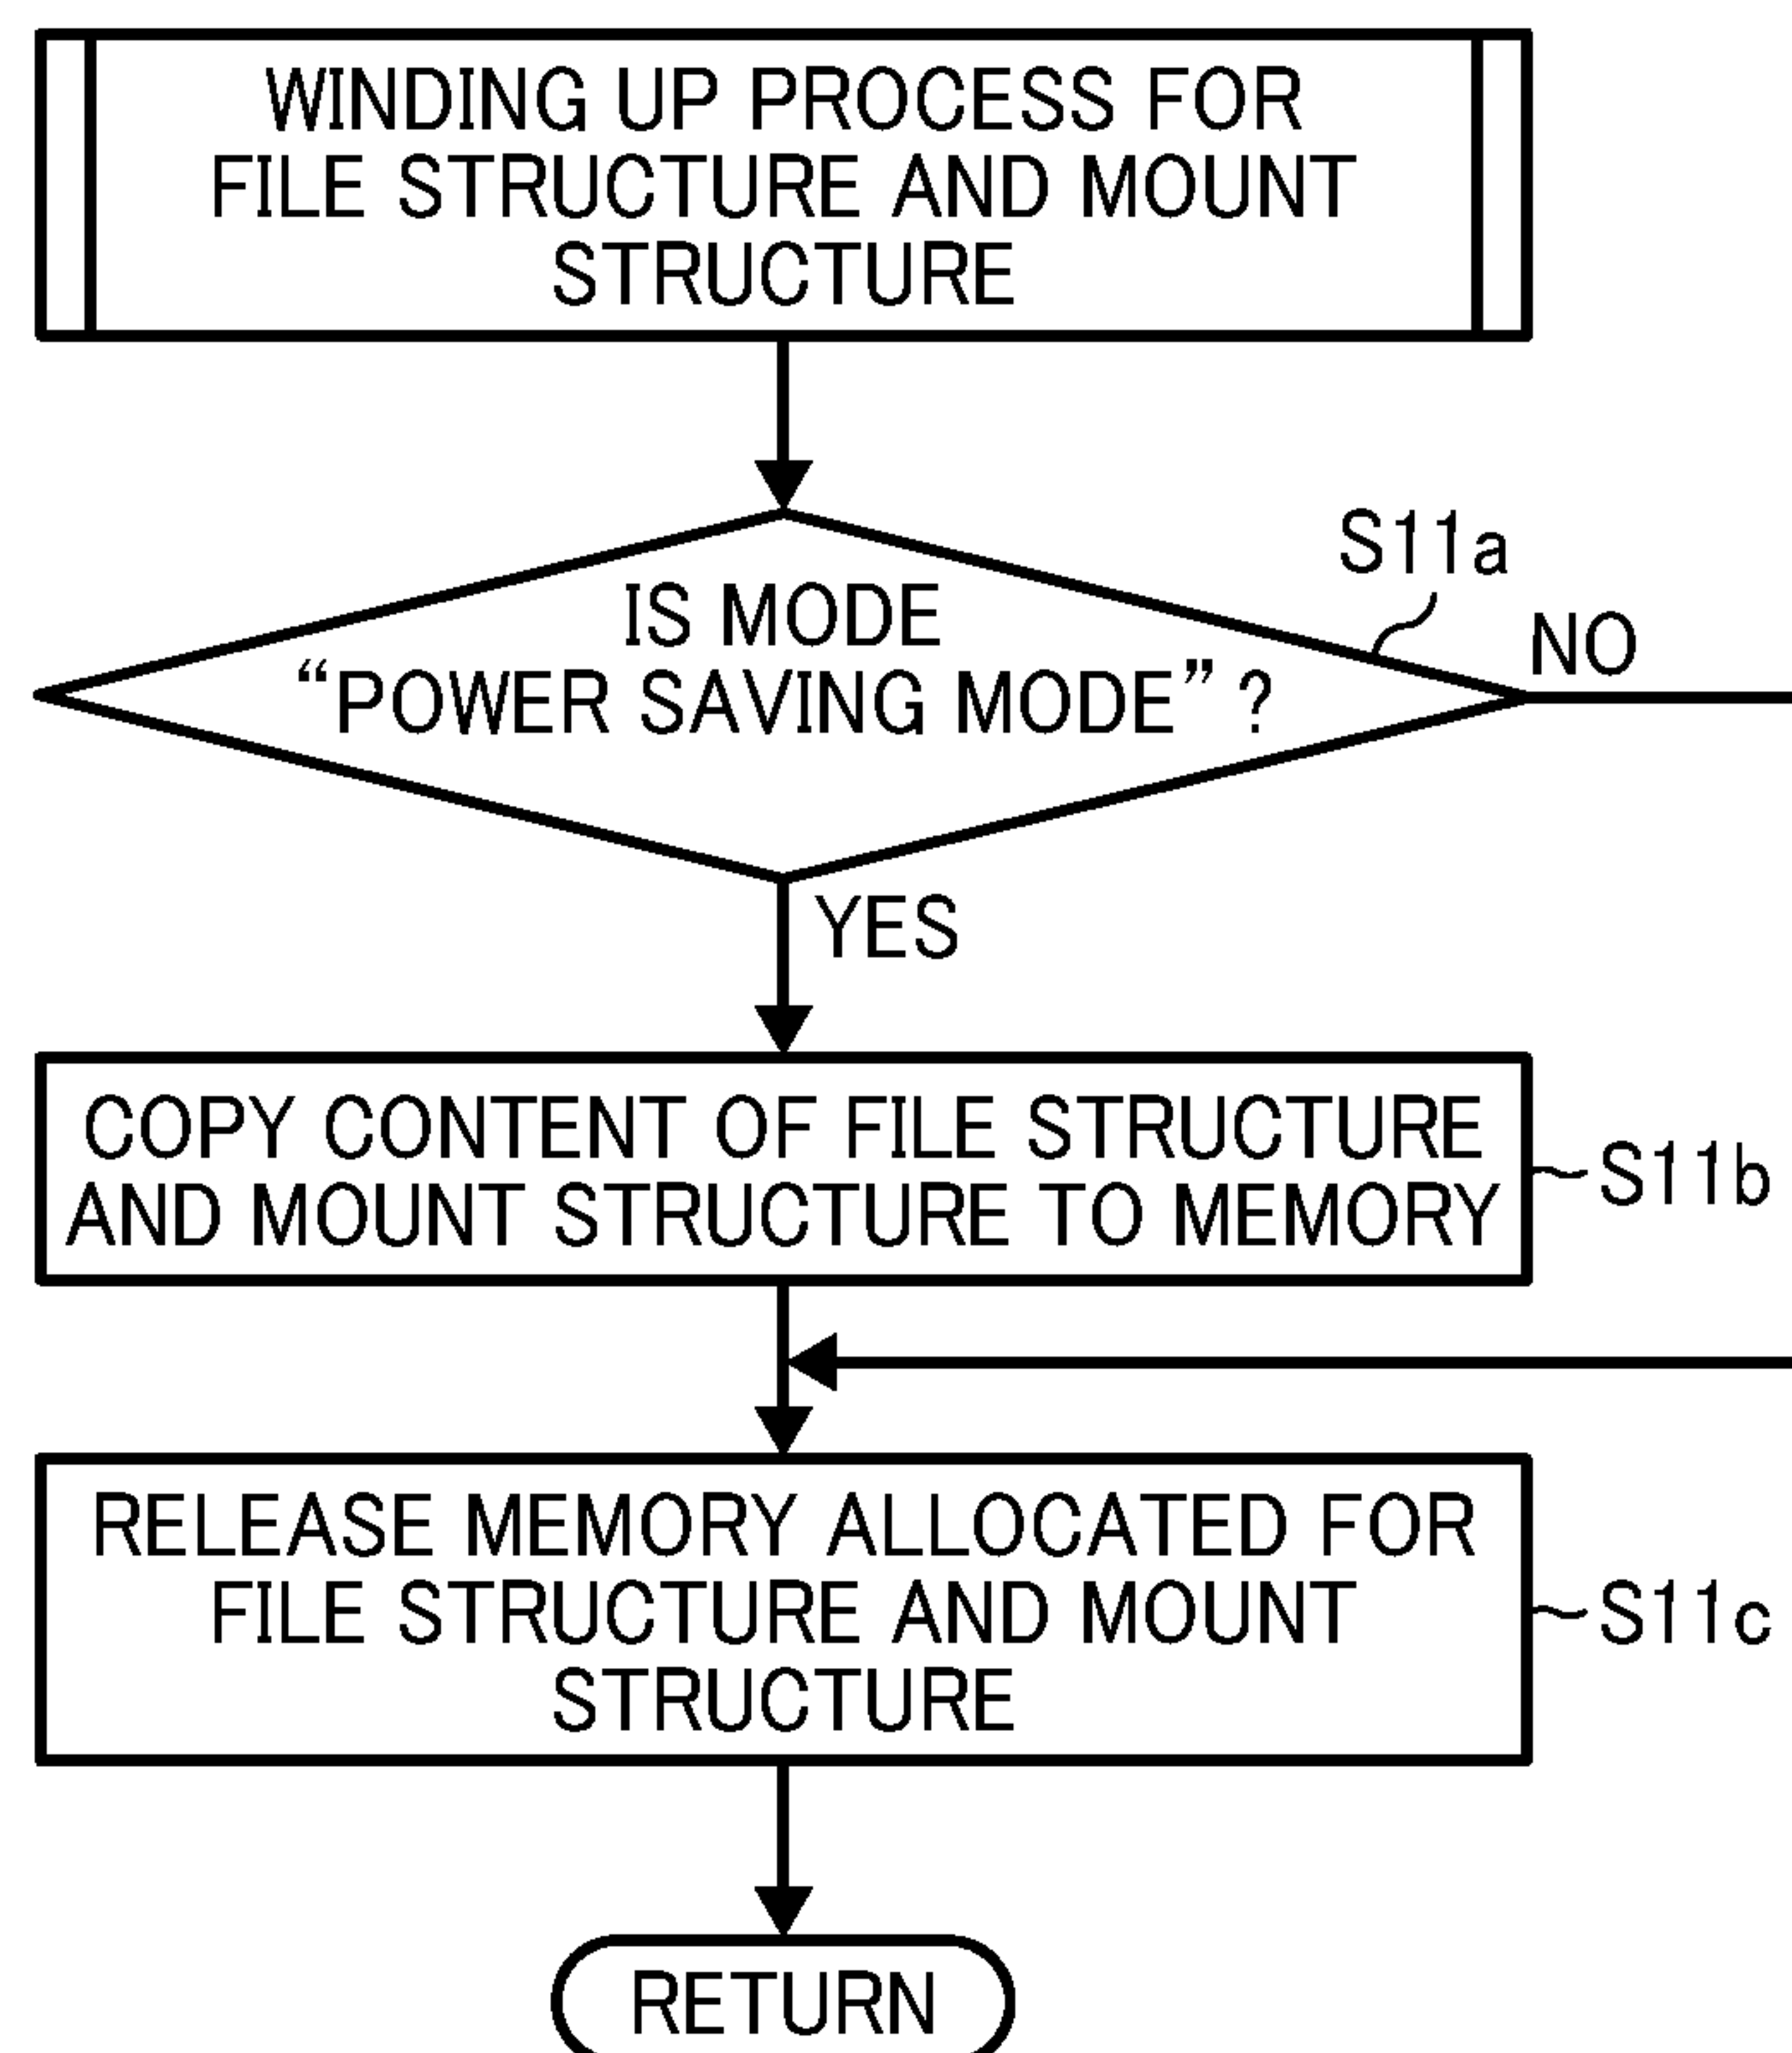 WINDING UP PROCESS FOR
FILE STRUCTURE AND MOUNT
STRUCTURE
S11a
IS MODE
“POWER SAVING MODE” ?
NO
YES
COPY CONTENT OF FILE STRUCTURE
AND MOUNT STRUCTURE TO MEMORY
S11b
RELEASE MEMORY ALLOCATED FOR
FILE STRUCTURE AND MOUNT
STRUCTURE
S11c
RETURN